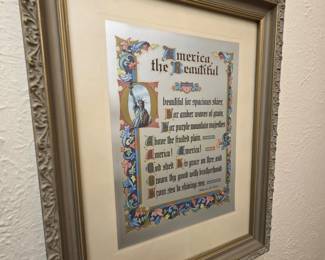 America
the Beautiful
O beautiful for spacious skies,
For amber waves of grain,
For purple mountain majesties
Above the fruited plain.
America! America!
God shed His grace on thee and
Crown thy good with brotherhood
From sea to shining sea.